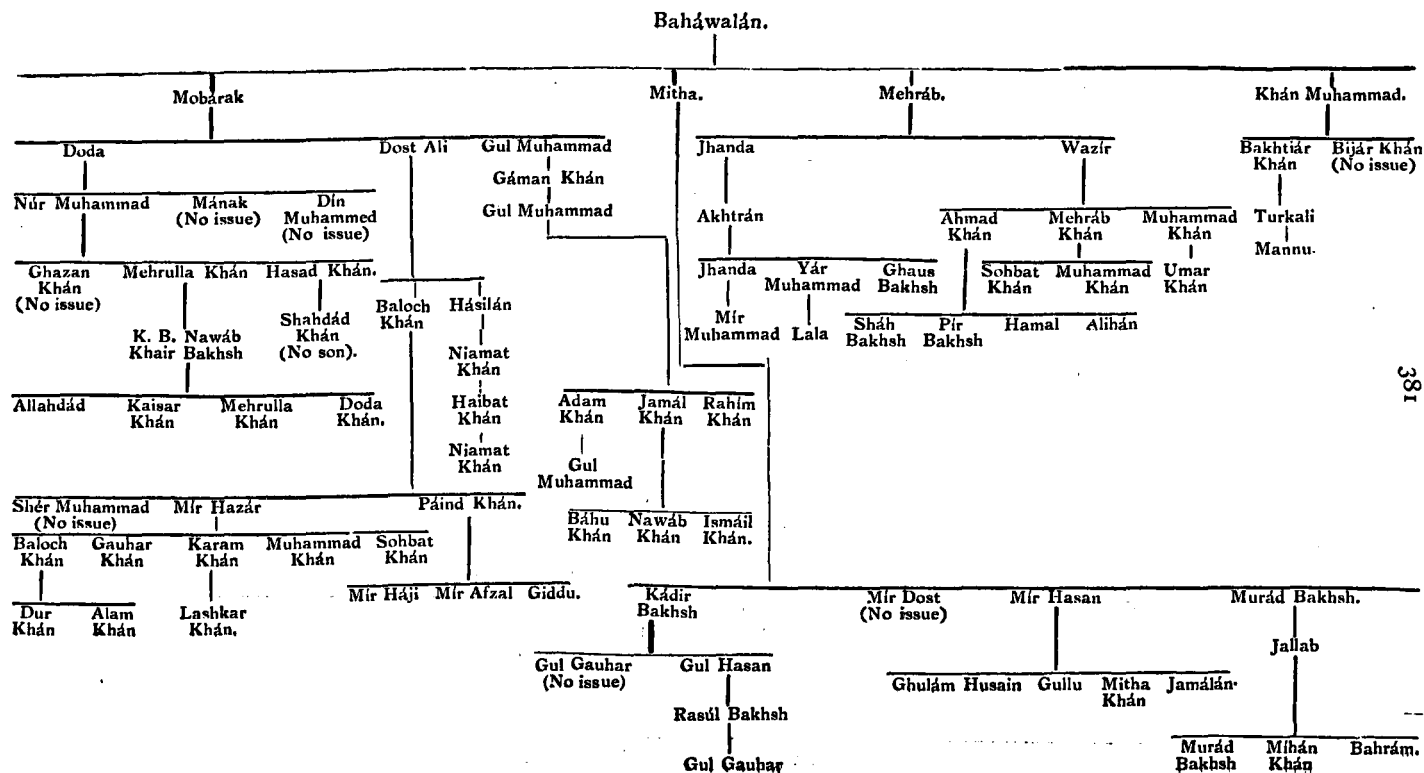 Baháwalán.
Mobárak Mitha. Mehráb. Khán Muhammad.
Doda Dost Ali Gul Muhammad Jhanda Wazír Bakhtiár Khán Bijár Khán (No issue)
Gáman Khán
Gul Muhammad
Núr Muhammad Mának (No issue) Dín Muhammed (No issue)
Akhtrán Ahmad Khán Mehráb Khán Muhammad Khán Turkali
Mannu.
Ghazan Khán (No issue) Mehrulla Khán Hasad Khán.
Jhanda Yár Muhammad Ghaus Bakhsh Sohbat Khán Muhammad Khán Umar Khán
Baloch Khán Hásilán
Shahdád Khán (No son).
Mír Muhammad Lala Sháh Bakhsh Pír Bakhsh Hamal Alihán
K. B. Nawáb Khair Bakhsh
Niamat Khán
381
Allahdád Kaisar Khán Mehrulla Khán Doda Khán.
Haibat Khán
Adam Khán Jamál Khán Rahím Khán
Niamat Khán
Gul Muhammad
Shér Muhammad (No issue) Mír Hazár Páind Khán.
Báhu Khán Nawáb Khán Ismáil Khán.
Baloch Khán Gauhar Khán Karam Khán Muhammad Khán Sohbat Khán
Mír Háji Mír Afzal Giddu.
Kádir Bakhsh Mír Dost (No issue) Mír Hasan Murád Bakhsh.
Dur Khán Alam Khán Lashkar Khán.
Jallab
Gul Gauhar (No issue) Gul Hasan
Ghulám Husain Gullu Mitha Khán Jamálán.
Rasúl Bakhsh
Gul Gauhar
Murád Bakhsh Míhán Khán Bahrám.